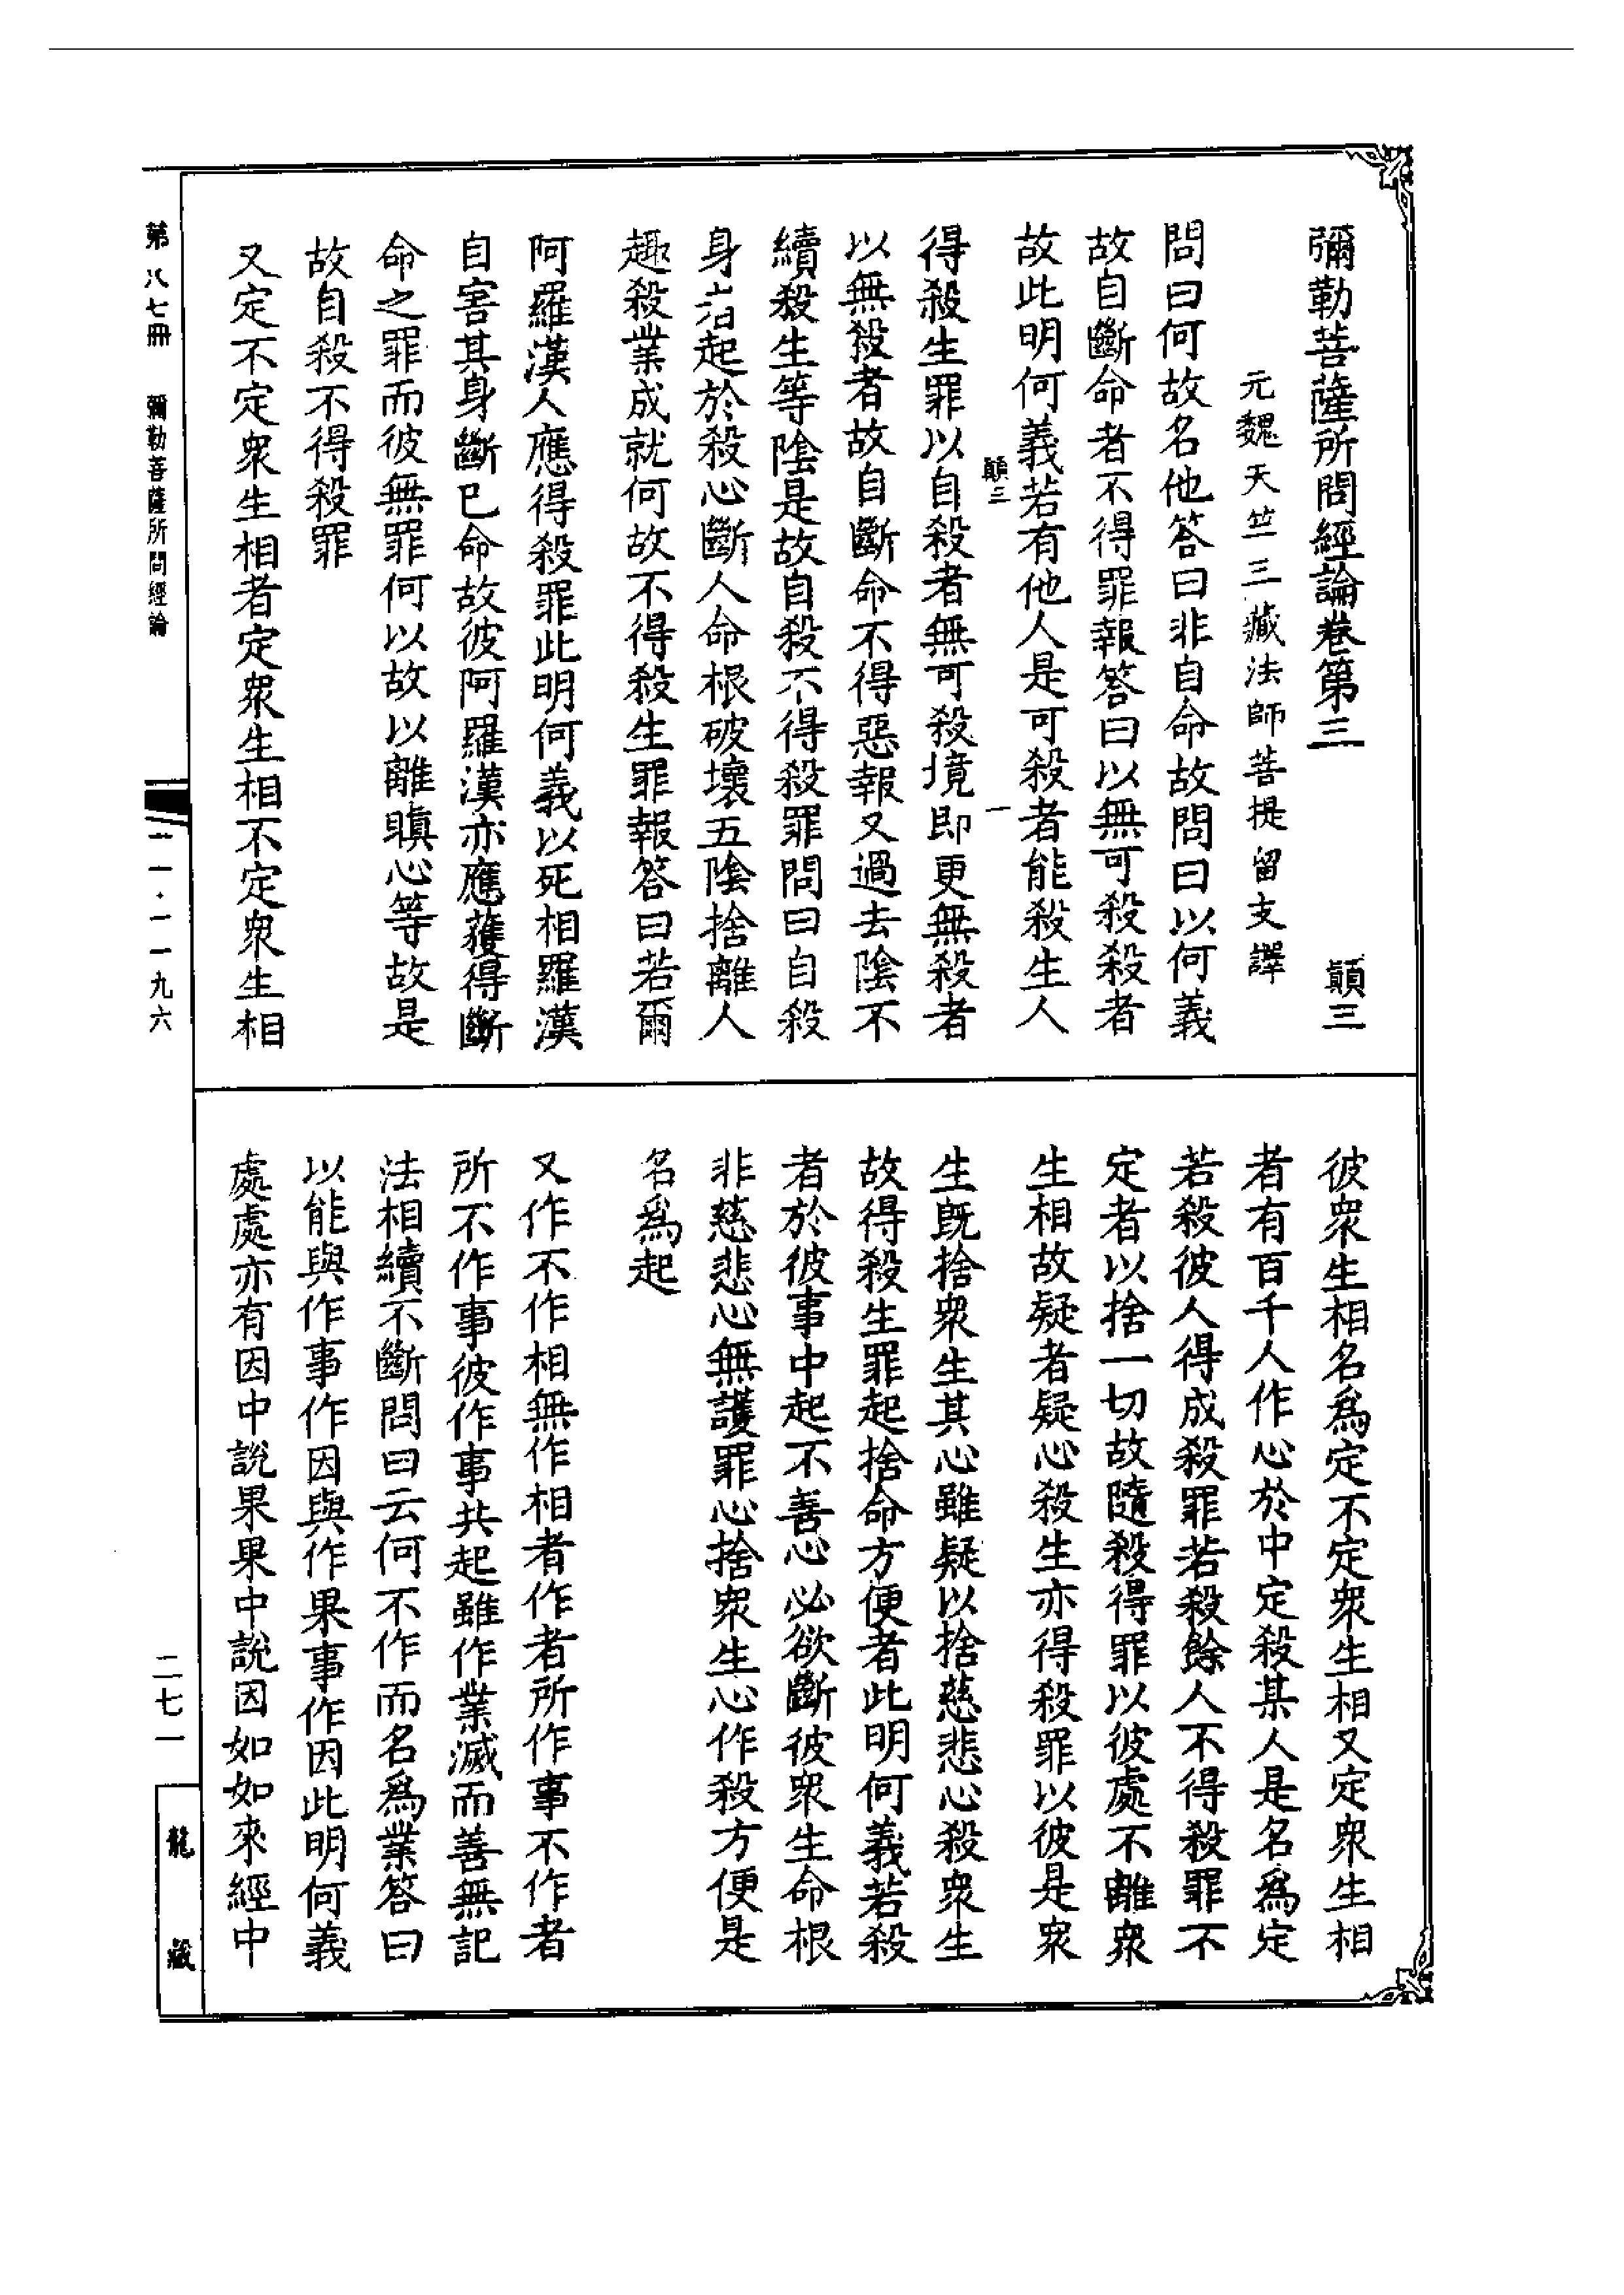 彌勒菩薩所問經論卷第三 顛三
元魏天竺三藏法師菩提留支譯
問曰何故名他答曰非自命故問曰以何義
故自斷命者不得罪報答曰以無可殺殺者
故此明何義若有他人是可殺者能殺生人
顛三 一
得殺生罪以自殺者無可殺境即更無殺者
以無殺者故自斷命不得惡報又過去陰不
續殺生等陰是故自殺不得殺罪問曰自殺
身起於殺心斷人命根破壞五陰捨離人
趣殺業成就何故不得殺生罪報答曰若爾
阿羅漢人應得殺罪此明何義以死相羅漢
自害其身斷已命故彼阿羅漢亦應獲得斷
命之罪而彼無罪何以故以離瞋心等故是
故自殺不得殺罪
又定不定衆生相者定衆生相不定衆生相
彼衆生相名爲定不定衆生相又定衆生相
者有百千人作心於中定殺某人是名爲定
若殺彼人得成殺罪若殺餘人不得殺罪不
定者以捨一切故隨殺得罪以彼處不離衆
生相故疑者疑心殺生亦得殺罪以彼是衆
生旣捨衆生其心雖疑以捨慈悲心殺衆生
故得殺生罪起捨命方便者此明何義若殺
者於彼事中起不善心必欲斷彼衆生命根
非慈悲心無護罪心捨衆生心作殺方便是
名爲起
又作不作相無作相者作者所作事不作者
所不作事彼作事共起雖作業滅而善無記
法相續不斷問曰云何不作而名爲業答曰
以能與作事作因與作果事作因此明何義
處處亦有因中說果果中說因如如來經中
第八七冊 彌勒菩薩所問經論
一一·一一九六
二七一
龍藏